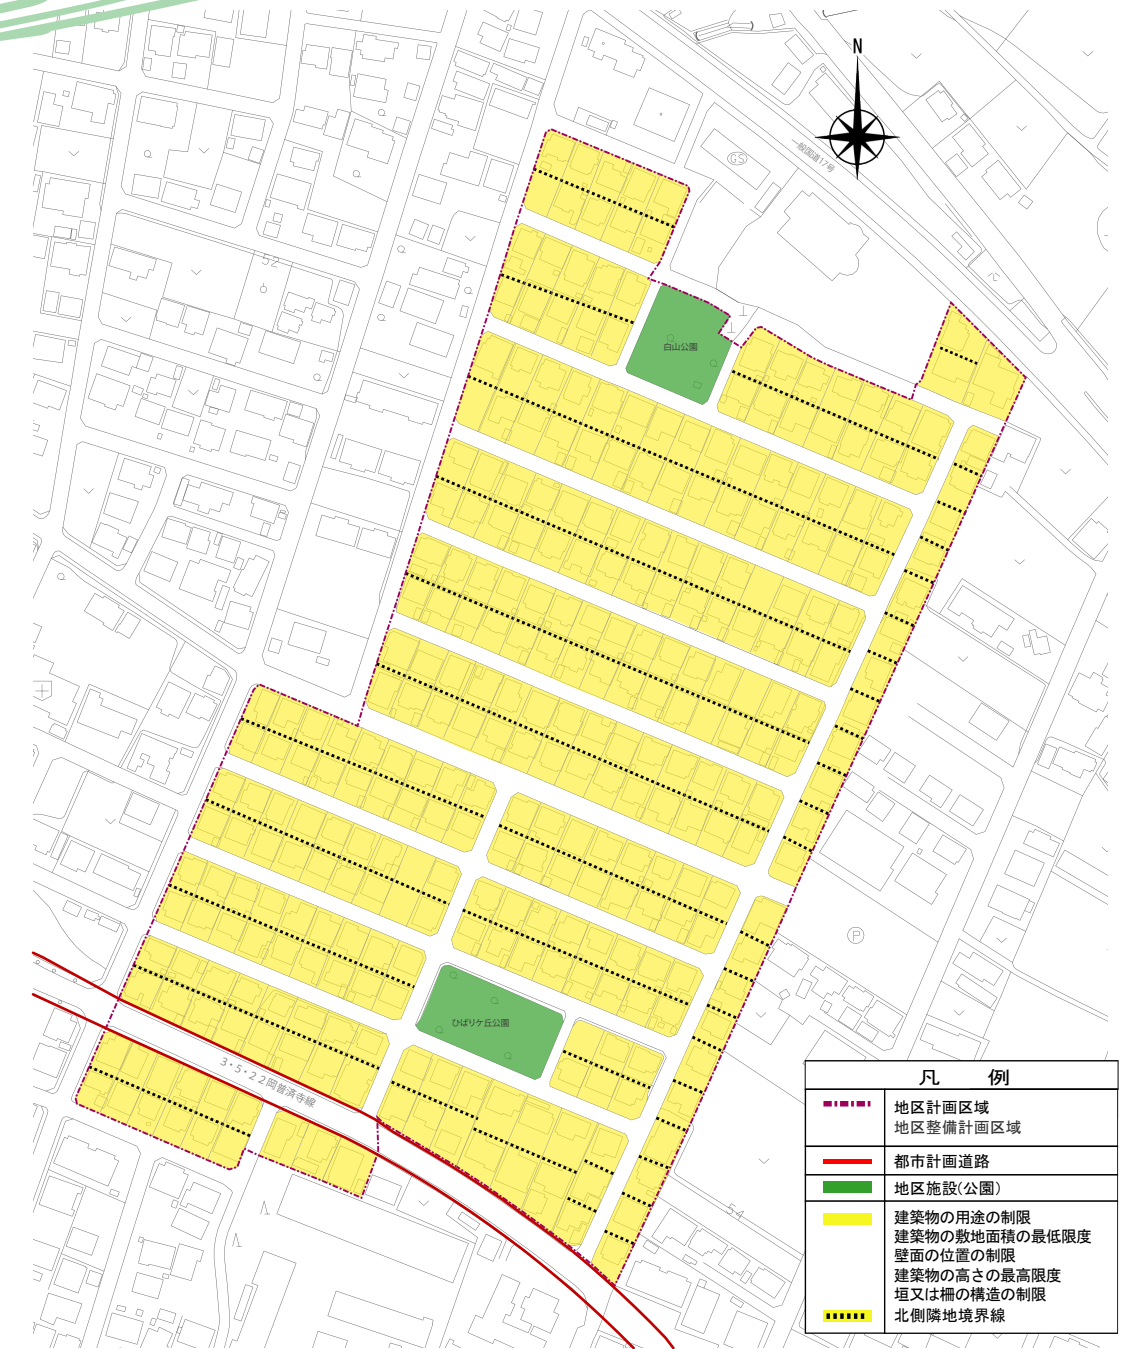 N
一般国道17号
GS
52
白山公園
3・5・22岡普済寺線
ひばりケ丘公園
P
54
凡 例
地区計画区域
地区整備計画区域
都市計画道路
地区施設(公園)
建築物の用途の制限
建築物の敷地面積の最低限度
壁面の位置の制限
建築物の高さの最高限度
垣又は柵の構造の制限
北側隣地境界線